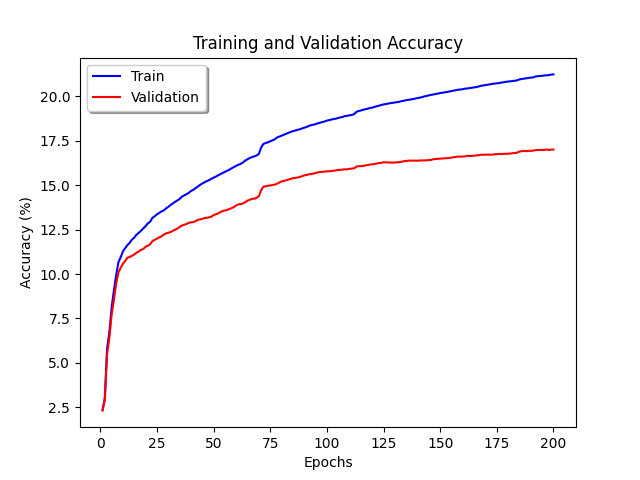 Training and Validation Accuracy
Train
Validation
Accuracy (%)
20.0
17.5
15.0
12.5
10.0
7.5
5.0
2.5
0 25 50 75 100 125 150 175 200
Epochs